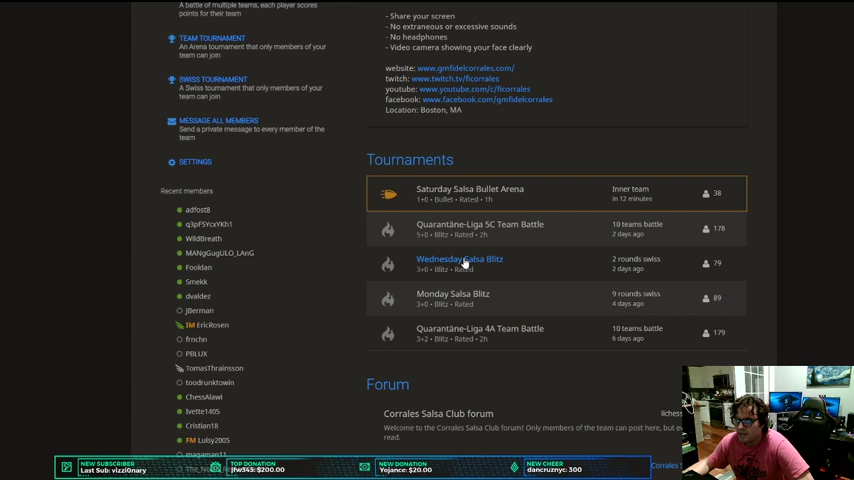 A battle of multiple teams, each player scores
points for their team
TEAM TOURNAMENT
An Arena tournament that only members of your
team can join
SWISS TOURNAMENT
A Swiss tournament that only members of your
team can join
MESSAGE ALL MEMBERS
Send a private message to every member of the
team
SETTINGS
Recent members
adfost8
q3pF5YcxYKh1
WildBreath
MANgGugULO_LAnG
Fooldan
Smekk
dvaldez
JBerman
IM EricRosen
frnchn
PBLUX
TomasThrainsson
toodrunktowin
ChessAlawi
Ivette1405
Cristian18
FM Luisy2005
magaman11
- Share your screen
- No extraneous or excessive sounds
- No headphones
- Video camera showing your face clearly
website: www.gmfidelcorrales.com/
twitch: www.twitch.tv/ficorrales
youtube: www.youtube.com/c/ficorrales
facebook: www.facebook.com/gmfidelcorrales
Location: Boston, MA
Tournaments
Saturday Salsa Bullet Arena Inner team 38
1+0 • Bullet • Rated • 1h in 12 minutes
Quarantäne-Liga 5C Team Battle 10 teams battle 178
5+0 • Blitz • Rated • 2h 2 days ago
Wednesday Salsa Blitz 2 rounds swiss 79
3+0 • Blitz • Rated 2 days ago
Monday Salsa Blitz 9 rounds swiss 89
3+0 • Blitz • Rated 4 days ago
Quarantäne-Liga 4A Team Battle 10 teams battle 179
3+2 • Blitz • Rated • 2h 6 days ago
Forum
Corrales Salsa Club forum lichess
Welcome to the Corrales Salsa Club forum! Only members of the team can post here, but ev
read.
Corrales S
NEW SUBSCRIBER
Last Sub: vizzi0nary
TOP DONATION
jfw343: $200.00
NEW DONATION
Yojance: $20.00
NEW CHEER
dancruznyc: 300